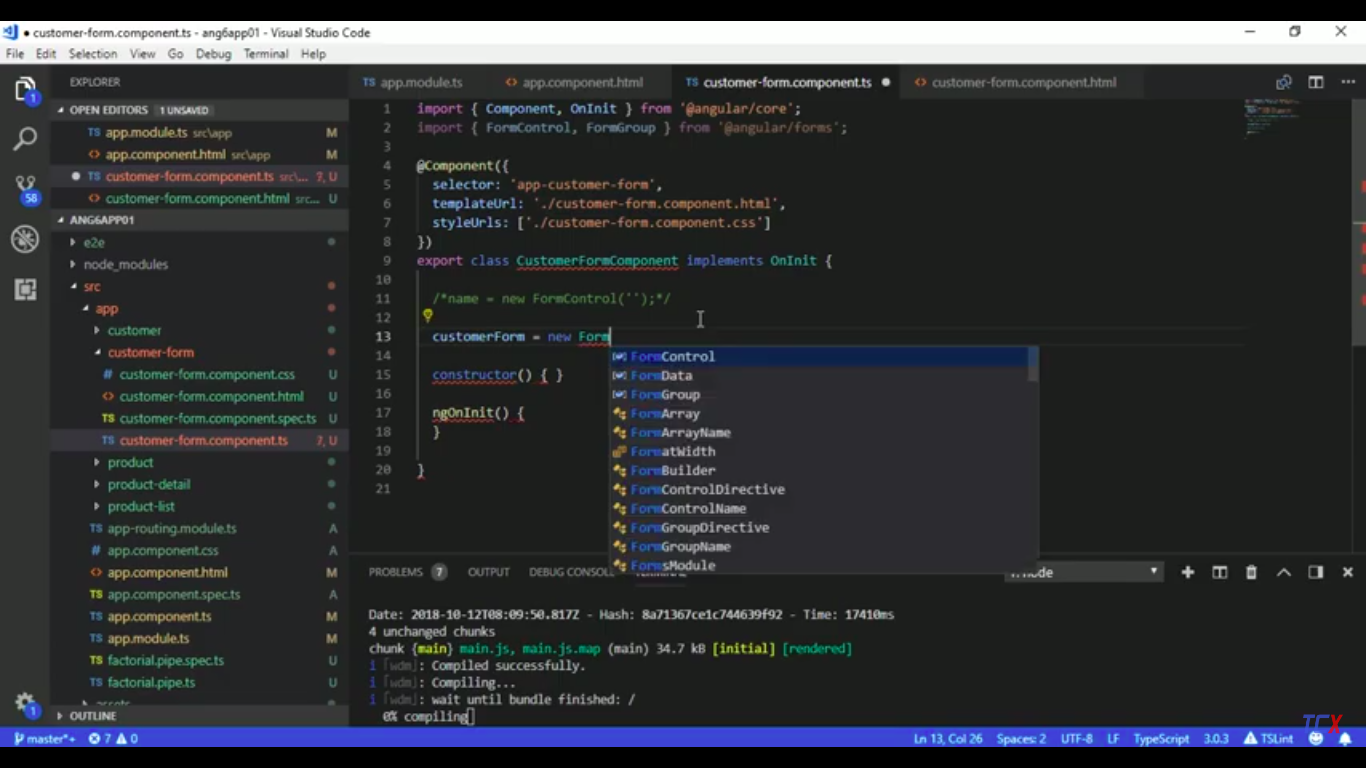 customer-form.component.ts - ang6app01 - Visual Studio Code
File Edit Selection View Go Debug Terminal Help
EXPLORER
OPEN EDITORS 1 UNSAVED
TS app.module.ts src\app M
<> app.component.html src\app M
TS customer-form.component.ts src\... 7, U
<> customer-form.component.html src... U
ANG6APP01
e2e
node_modules
src
app
customer
customer-form
# customer-form.component.css U
<> customer-form.component.html U
TS customer-form.component.spec.ts U
TS customer-form.component.ts 7, U
product
product-detail
product-list
TS app-routing.module.ts A
# app.component.css A
<> app.component.html M
TS app.component.spec.ts A
TS app.component.ts M
TS app.module.ts M
TS factorial.pipe.spec.ts U
TS factorial.pipe.ts U
assets
OUTLINE
TS app.module.ts <> app.component.html TS customer-form.component.ts <> customer-form.component.html
1 import { Component, OnInit } from '@angular/core';
2 import { FormControl, FormGroup } from '@angular/forms';
3
4 @Component({
5 selector: 'app-customer-form',
6 templateUrl: './customer-form.component.html',
7 styleUrls: ['./customer-form.component.css']
8 })
9 export class CustomerFormComponent implements OnInit {
10
11 /*name = new FormControl('');*/
12
13 customerForm = new Form
14
15 constructor() { }
16
17 ngOnInit() {
18 }
19
20 }
21
FormControl
FormData
FormGroup
FormArray
FormArrayName
FormatWidth
FormBuilder
FormControlDirective
FormControlName
FormGroupDirective
FormGroupName
FormsModule
PROBLEMS 7 OUTPUT DEBUG CONSOLE TERMINAL 1: node
Date: 2018-10-12T08:09:50.817Z - Hash: 8a71367ce1c744639f92 - Time: 17410ms
4 unchanged chunks
chunk {main} main.js, main.js.map (main) 34.7 kB [initial] [rendered]
i ｢wdm｣: Compiled successfully.
i ｢wdm｣: Compiling...
i ｢wdm｣: wait until bundle finished: /
0% compiling
master*+ 7 0 Ln 13, Col 26 Spaces: 2 UTF-8 LF TypeScript 3.0.3 TSLint
1
58
1
TCX